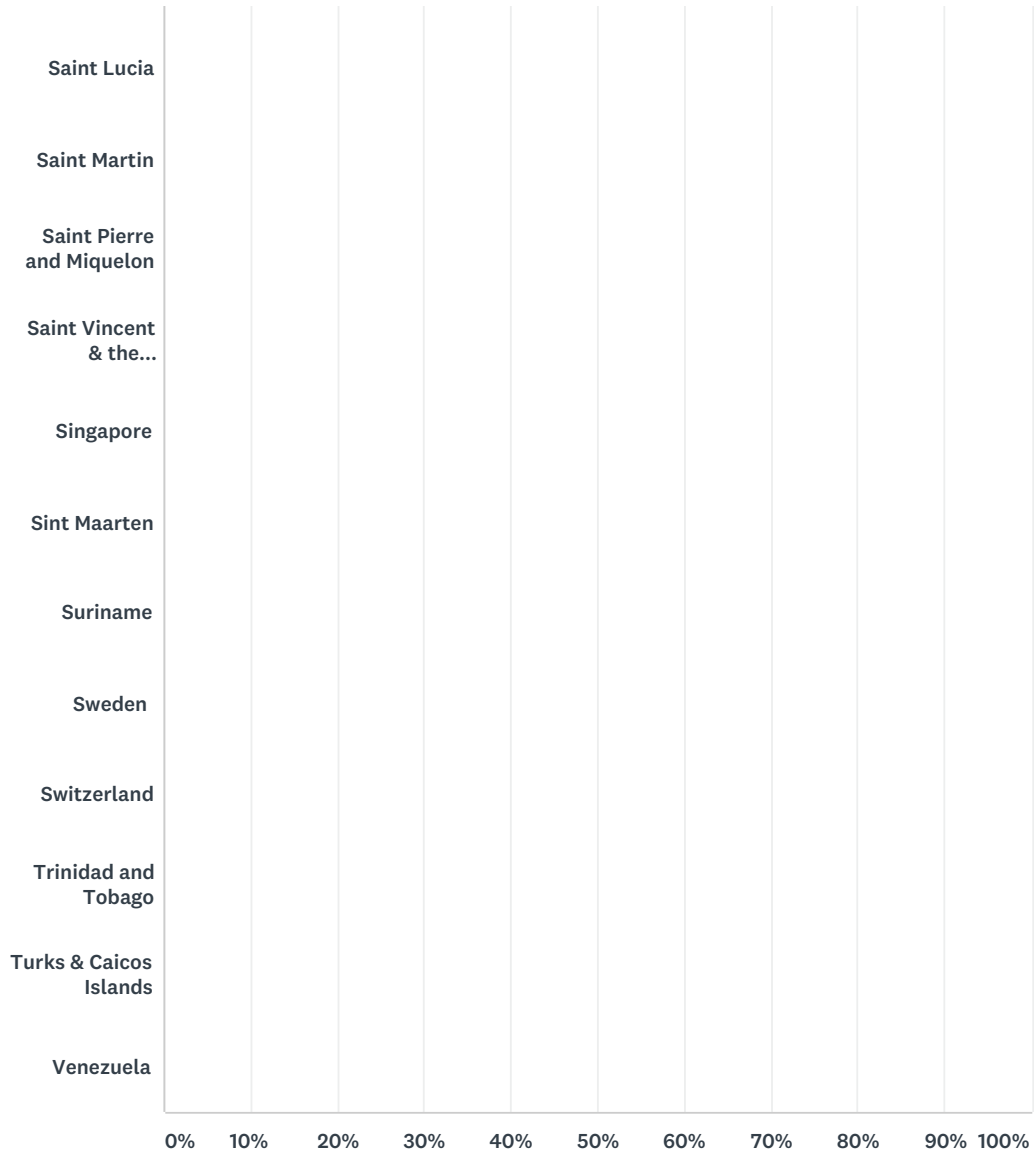 Saint Lucia
Saint Martin
Saint Pierre
and Miquelon
Saint Vincent
& the...
Singapore
Sint Maarten
Suriname
Sweden
Switzerland
Trinidad and
Tobago
Turks & Caicos
Islands
Venezuela
0% 10% 20% 30% 40% 50% 60% 70% 80% 90% 100%